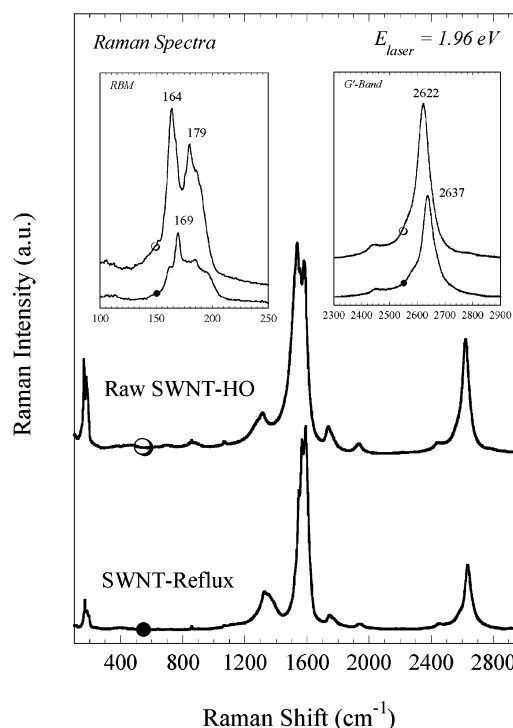 Raman Spectra
E_laser = 1.96 eV
RBM
164
179
169
100 150 200 250
G'-Band
2622
2637
2300 2400 2500 2600 2700 2800 2900
Raman Intensity (a.u.)
Raw SWNT-HO
SWNT-Reflux
400 800 1200 1600 2000 2400 2800
Raman Shift (cm⁻¹)